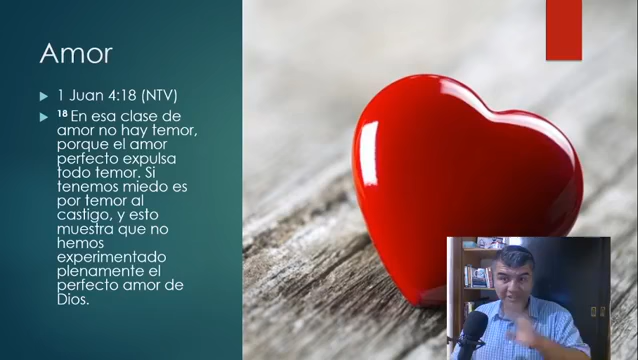 Amor
1 Juan 4:18 (NTV)
18 En esa clase de
amor no hay temor,
porque el amor
perfecto expulsa
todo temor. Si
tenemos miedo es
por temor al
castigo, y esto
muestra que no
hemos
experimentado
plenamente el
perfecto amor de
Dios.